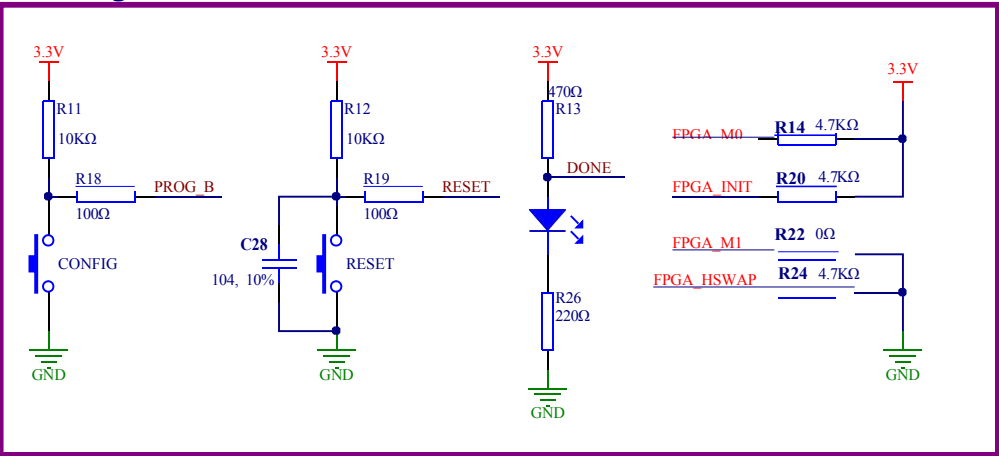 3.3V
R11
10KΩ
R18
PROG_B
100Ω
CONFIG
GND
3.3V
R12
10KΩ
R19
RESET
100Ω
C28
104, 10%
RESET
GND
3.3V
470Ω
R13
DONE
R26
220Ω
GND
3.3V
FPGA_M0
R14 4.7KΩ
FPGA_INIT
R20 4.7KΩ
FPGA_M1
R22 0Ω
FPGA_HSWAP
R24 4.7KΩ
GND